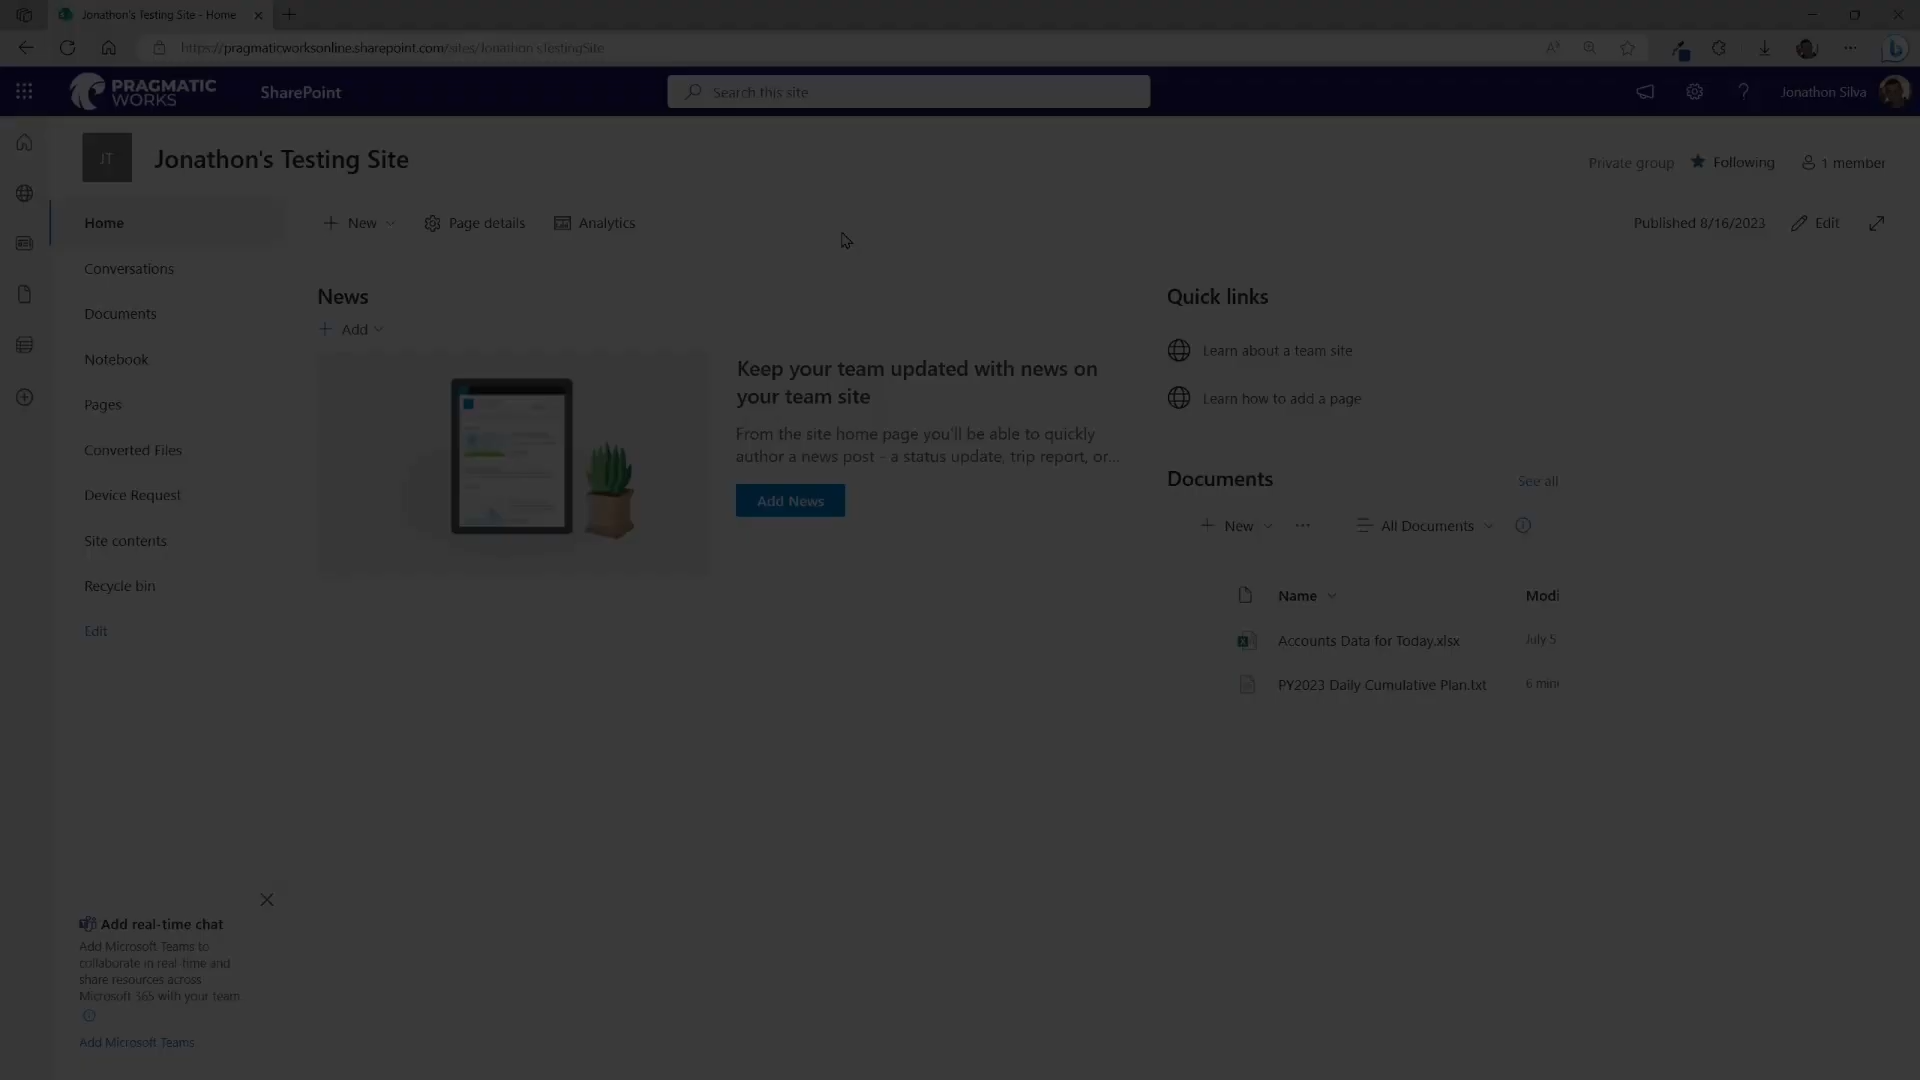 Jonathon's Testing Site - Home
https://pragmaticworksonline.sharepoint.com/sites/JonathonsTestingSite
PRAGMATIC
WORKS
SharePoint
Search this site
Jonathon Silva
JT
Jonathon's Testing Site
Private group
Following
1 member
Home
New
Page details
Analytics
Published 8/16/2023
Edit
Conversations
Documents
Notebook
Pages
Converted Files
Device Request
Site contents
Recycle bin
Edit
News
Add
Keep your team updated with news on
your team site
From the site home page you'll be able to quickly
author a news post - a status update, trip report, or...
Add News
Quick links
Learn about a team site
Learn how to add a page
Documents
See all
New
All Documents
Name
Modi
Accounts Data for Today.xlsx
July 5
PY2023 Daily Cumulative Plan.txt
6 min
Add real-time chat
Add Microsoft Teams to
collaborate in real-time and
share resources across
Microsoft 365 with your team
Add Microsoft Teams